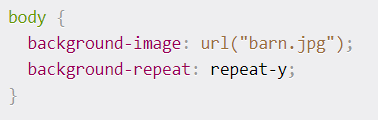 body {
  background-image: url("barn.jpg");
  background-repeat: repeat-y;
}